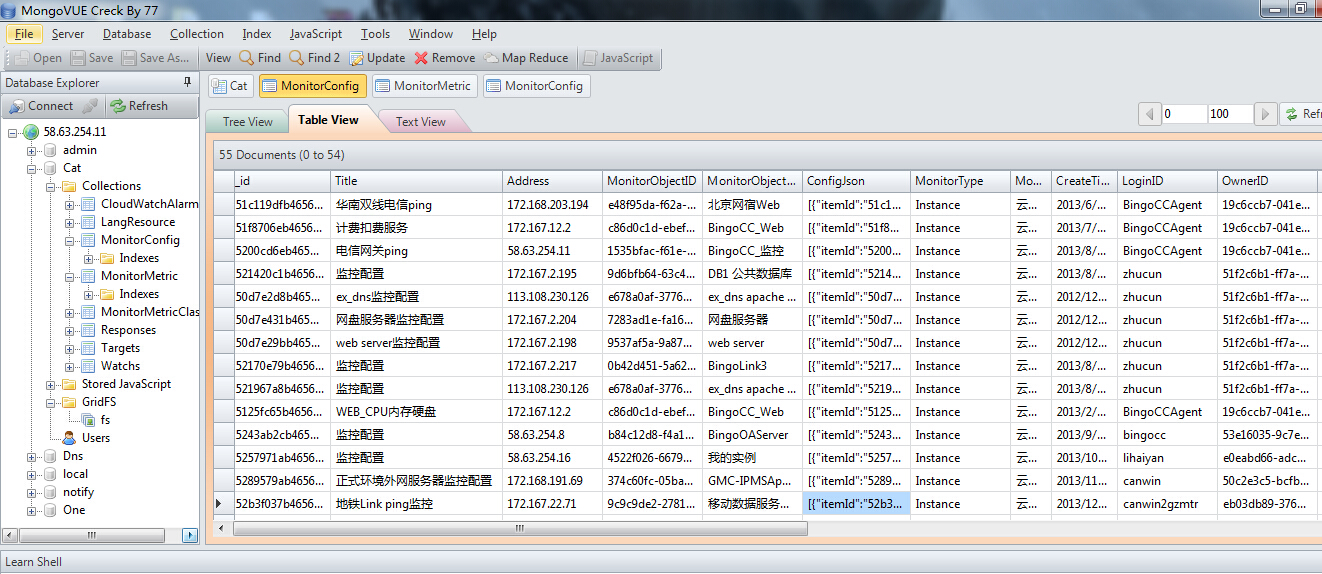 MongoVUE Creck By 77
File Server Database Collection Index JavaScript Tools Window Help
Open Save Save As... View Find Find 2 Update Remove Map Reduce JavaScript
Database Explorer
Connect Refresh
58.63.254.11
admin
Cat
Collections
CloudWatchAlarm
LangResource
MonitorConfig
Indexes
MonitorMetric
Indexes
MonitorMetricClas
Responses
Targets
Watchs
Stored JavaScript
GridFS
fs
Users
Dns
local
notify
One
Cat MonitorConfig MonitorMetric MonitorConfig
Tree View Table View Text View
0 100 Refr
55 Documents (0 to 54)
_id Title Address MonitorObjectID MonitorObject... ConfigJson MonitorType Mo... CreateTi... LoginID OwnerID
51c119dfb4656... 华南双线电信ping 172.168.203.194 e48f95da-f62a-... 北京网宿Web [{"itemId":"51c1... Instance 云... 2013/6/... BingoCCAgent 19c6ccb7-041e...
51f8706eb4656... 计费扣费服务 172.167.12.2 c86d0c1d-ebef... BingoCC_Web [{"itemId":"51f8... Instance 云... 2013/7/... BingoCCAgent 19c6ccb7-041e...
5200cd6eb465... 电信网关ping 58.63.254.11 1535bfac-f61e-... BingoCC_监控 [{"itemId":"5200... Instance 云... 2013/8/... BingoCCAgent 19c6ccb7-041e...
521420c1b4656... 监控配置 172.167.2.195 9d6bfb64-63c4... DB1 公共数据库 [{"itemId":"5214... Instance 云... 2013/8/... zhucun 51f2c6b1-ff7a-...
50d7e2d8b465... ex_dns监控配置 113.108.230.126 e678a0af-3776... ex_dns apache ... [{"itemId":"50d7... Instance 云... 2012/12... zhucun 51f2c6b1-ff7a-...
50d7e431b4656... 网盘服务器监控配置 172.167.2.204 7283ad1e-fa16... 网盘服务器 [{"itemId":"50d7... Instance 云... 2012/12... zhucun 51f2c6b1-ff7a-...
50d7e29bb4656... web server监控配置 172.167.2.198 9537af5a-9a87... web server [{"itemId":"50d7... Instance 云... 2012/12... zhucun 51f2c6b1-ff7a-...
52170e79b4656... 监控配置 172.167.2.217 0b42d451-5a62... BingoLink3 [{"itemId":"5217... Instance 云... 2013/8/... zhucun 51f2c6b1-ff7a-...
521967a8b4656... 监控配置 113.108.230.126 e678a0af-3776... ex_dns apache ... [{"itemId":"5219... Instance 云... 2013/8/... zhucun 51f2c6b1-ff7a-...
5125fc65b4656... WEB_CPU内存硬盘 172.167.12.2 c86d0c1d-ebef... BingoCC_Web [{"itemId":"5125... Instance 云... 2013/2/... BingoCCAgent 19c6ccb7-041e...
5243ab2cb465... 监控配置 58.63.254.8 b84c12d8-f4a1... BingoOAServer [{"itemId":"5243... Instance 云... 2013/9/... bingocc 53e16035-9c7e...
5257971ab4656... 监控配置 58.63.254.16 4522f026-6679... 我的实例 [{"itemId":"5257... Instance 云... 2013/10... lihaiyan e0eabd66-adc...
5289579ab4656... 正式环境外网服务器监控配置 172.168.191.69 374c60fc-05ba... GMC-IPMSAp... [{"itemId":"5289... Instance 云... 2013/11... canwin 50c2e3c5-bcfb...
52b3f037b4656... 地铁Link ping监控 172.167.22.71 9c9c9de2-2781... 移动数据服务... [{"itemId":"52b3... Instance 云... 2013/12... canwin2gzmtr eb03db89-376...
Learn Shell